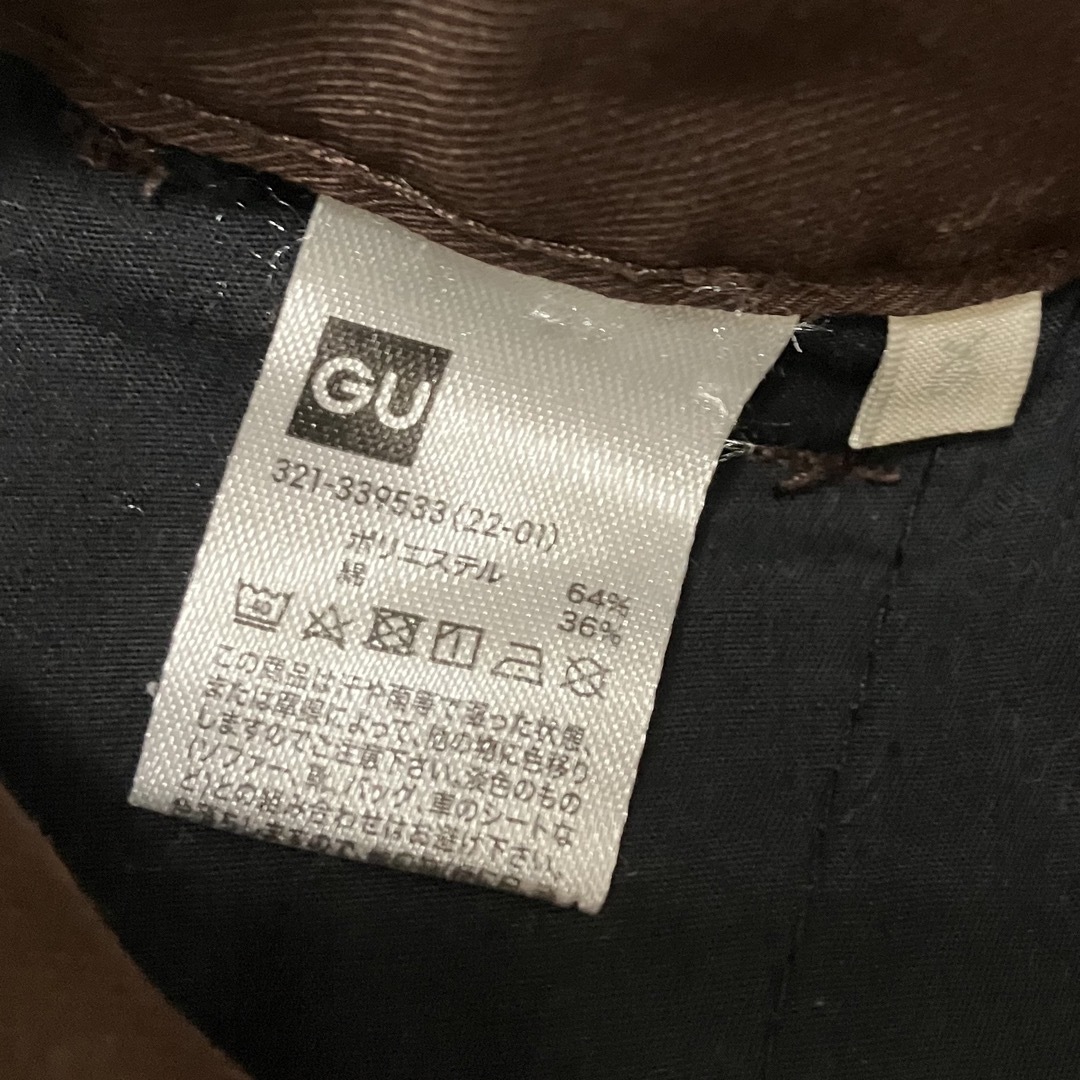 GU
321-339533(22-01)
ポリエステル 64%
綿 36%
この商品は汗や雨等で湿った状態、
または摩擦によって、他の物に色移り
しますのでご注意下さい。淡色のもの
(ソファー、靴、バッグ、車のシートな
ど)との組み合わせはお避け下さい。